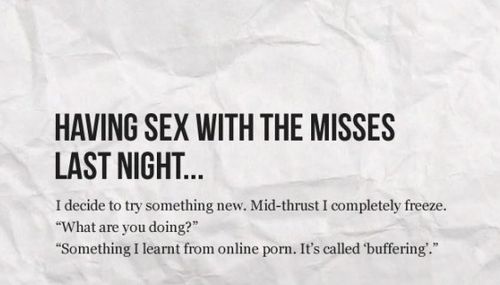 HAVING SEX WITH THE MISSES
LAST NIGHT...
I decide to try something new. Mid-thrust I completely freeze.
“What are you doing?”
“Something I learnt from online porn. It’s called ‘buffering’.”